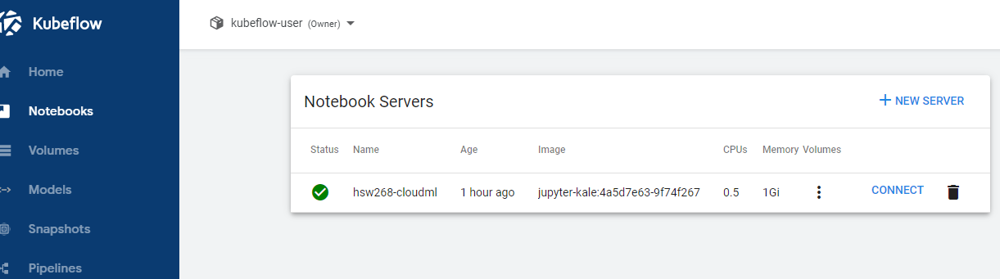 Kubeflow
kubeflow-user (Owner)
Home
Notebooks
Volumes
Models
Snapshots
Pipelines
Notebook Servers
NEW SERVER
Status Name Age Image CPUs Memory Volumes
hsw268-cloudml 1 hour ago jupyter-kale:4a5d7e63-9f74f267 0.5 1Gi CONNECT